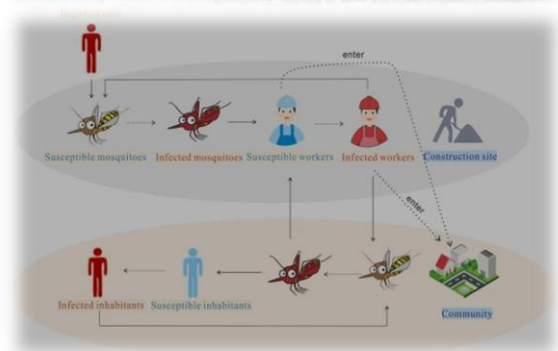 enter
Susceptible mosquitoes
Infected mosquitoes
Susceptible workers
Infected workers
Construction site
enter
Infected inhabitants
Susceptible inhabitants
Community